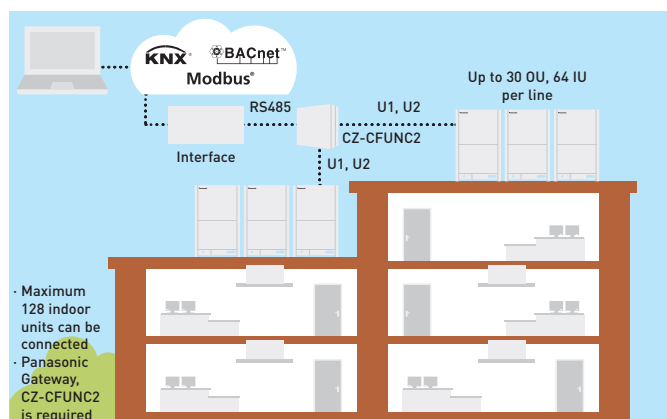 KNX®
BACnet™
Modbus®
RS485
U1, U2
Up to 30 OU, 64 IU
per line
Interface
CZ-CFUNC2
U1, U2
· Maximum
128 indoor
units can be
connected
· Panasonic
Gateway,
CZ-CFUNC2
is required